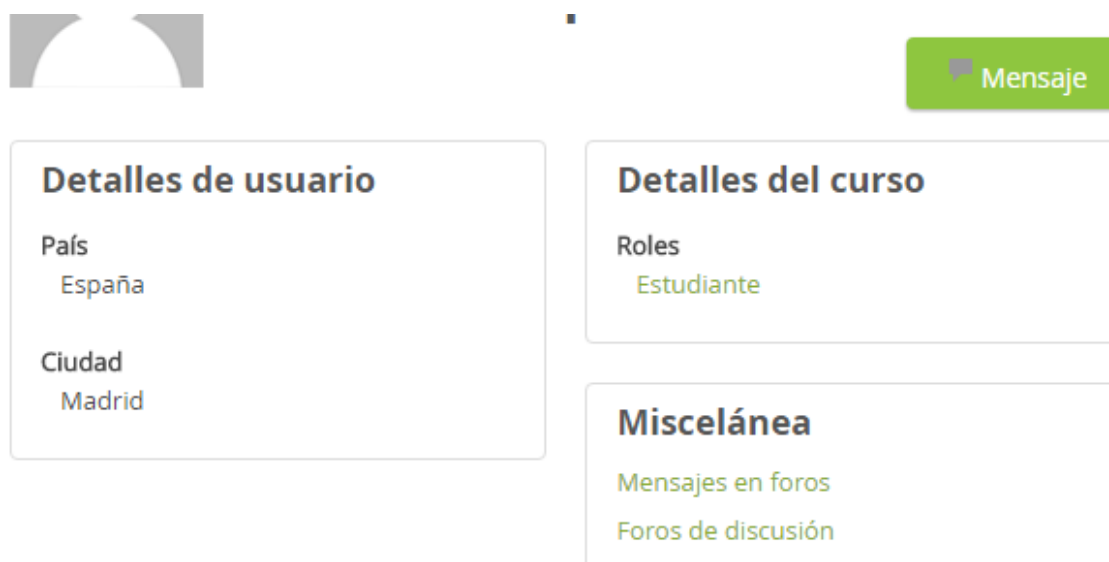 Mensaje
Detalles de usuario
País
España
Ciudad
Madrid
Detalles del curso
Roles
Estudiante
Miscelánea
Mensajes en foros
Foros de discusión